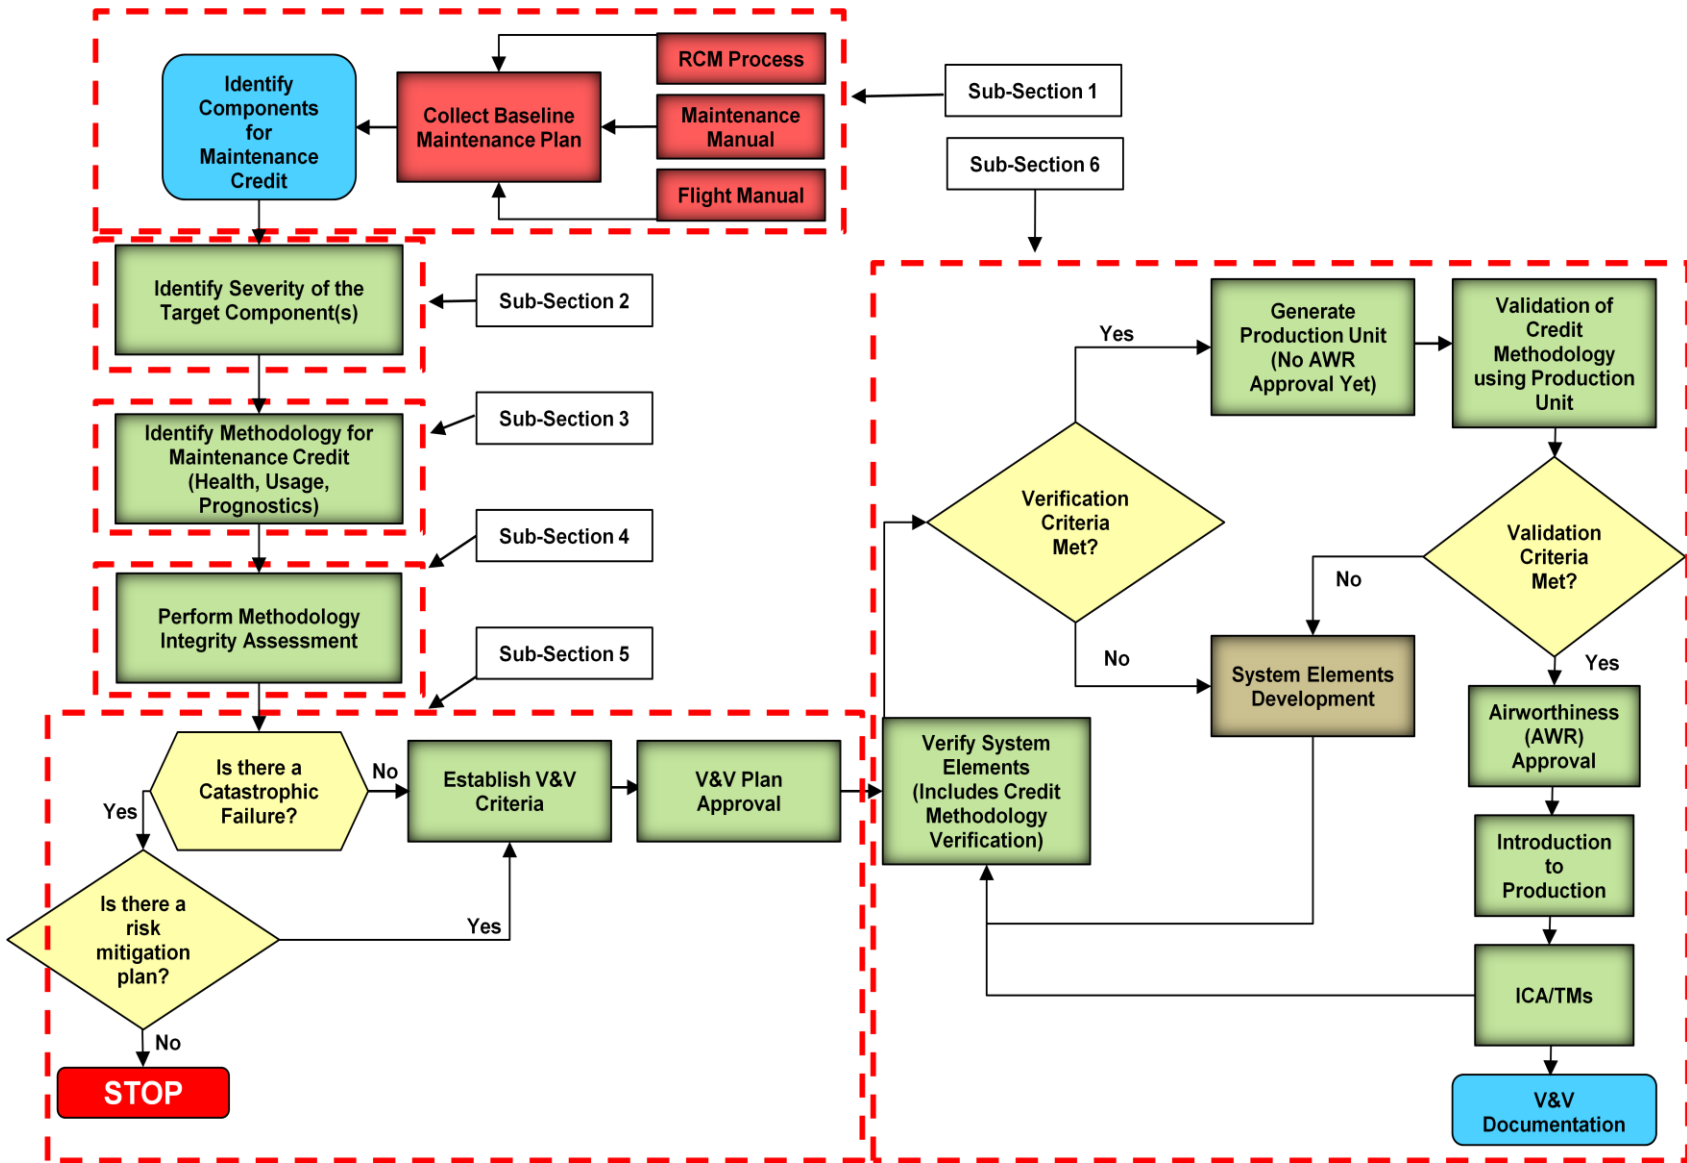 RCM Process
Identify
Components
for
Maintenance
Credit
Collect Baseline
Maintenance Plan
Maintenance
Manual
Flight Manual
Sub-Section 1
Sub-Section 6
Identify Severity of the
Target Component(s)
Sub-Section 2
Identify Methodology for
Maintenance Credit
(Health, Usage,
Prognostics)
Sub-Section 3
Perform Methodology
Integrity Assessment
Sub-Section 4
Sub-Section 5
Is there a
Catastrophic
Failure?
No
Yes
Establish V&V
Criteria
V&V Plan
Approval
Is there a
risk
mitigation
plan?
Yes
No
STOP
Verify System
Elements
(Includes Credit
Methodology
Verification)
Verification
Criteria
Met?
Yes
No
Generate
Production Unit
(No AWR
Approval Yet)
Validation of
Credit
Methodology
using Production
Unit
Validation
Criteria
Met?
No
Yes
System Elements
Development
Airworthiness
(AWR)
Approval
Introduction
to
Production
ICA/TMs
V&V
Documentation